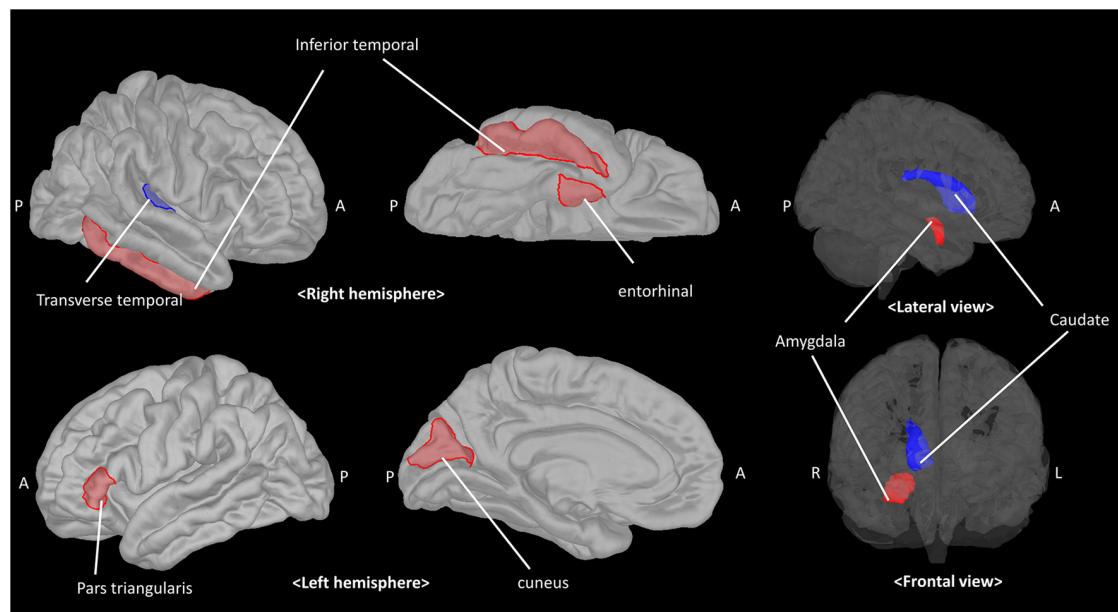 Inferior temporal
P
A
P
A
P
A
Transverse temporal
<Right hemisphere>
entorhinal
<Lateral view>
Amygdala
Caudate
A
P
P
A
R
L
Pars triangularis
<Left hemisphere>
cuneus
<Frontal view>